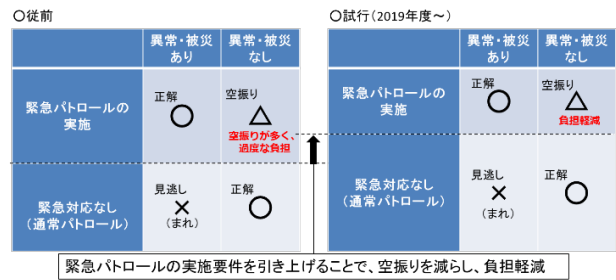 ○従前
異常・被災
あり
異常・被災
なし
緊急パトロールの
実施
正解
○
空振り
△
空振りが多く、
過度な負担
緊急対応なし
(通常パトロール)
見逃し
×
(まれ)
正解
○
○試行(2019年度~)
異常・被災
あり
異常・被災
なし
緊急パトロールの
実施
正解
○
空振り
△
負担軽減
緊急対応なし
(通常パトロール)
見逃し
×
(まれ)
正解
○
緊急パトロールの実施要件を引き上げることで、空振りを減らし、負担軽減